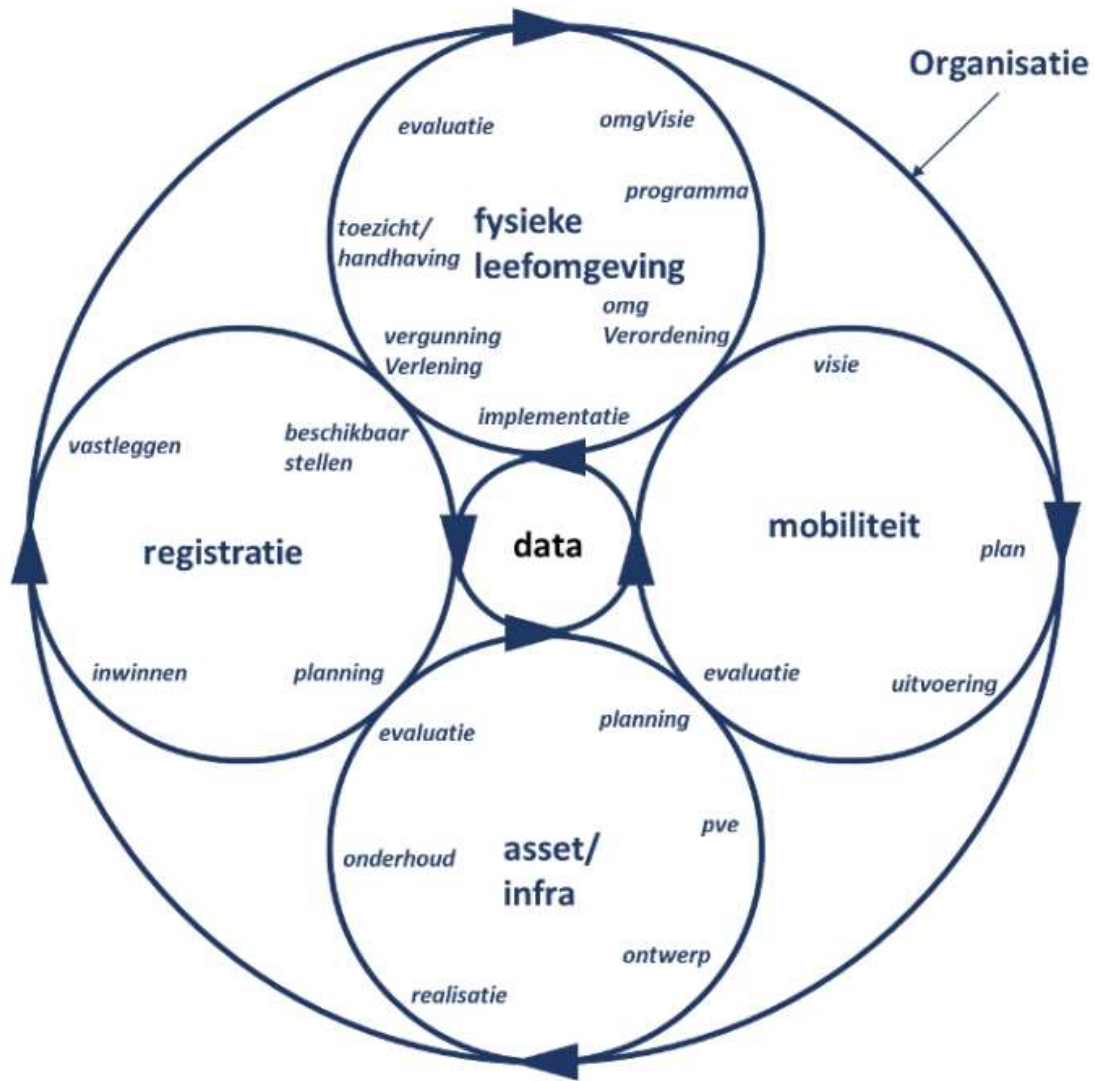 Organisatie
evaluatie
omgVisie
programma
toezicht/
handhaving
fysieke
leefomgeving
omg
Verordening
vergunning
Verlening
implementatie
visie
vastleggen
beschikbaar
stellen
registratie
data
mobiliteit
plan
inwinnen
planning
evaluatie
uitvoering
evaluatie
planning
pve
onderhoud
asset/
infra
ontwerp
realisatie